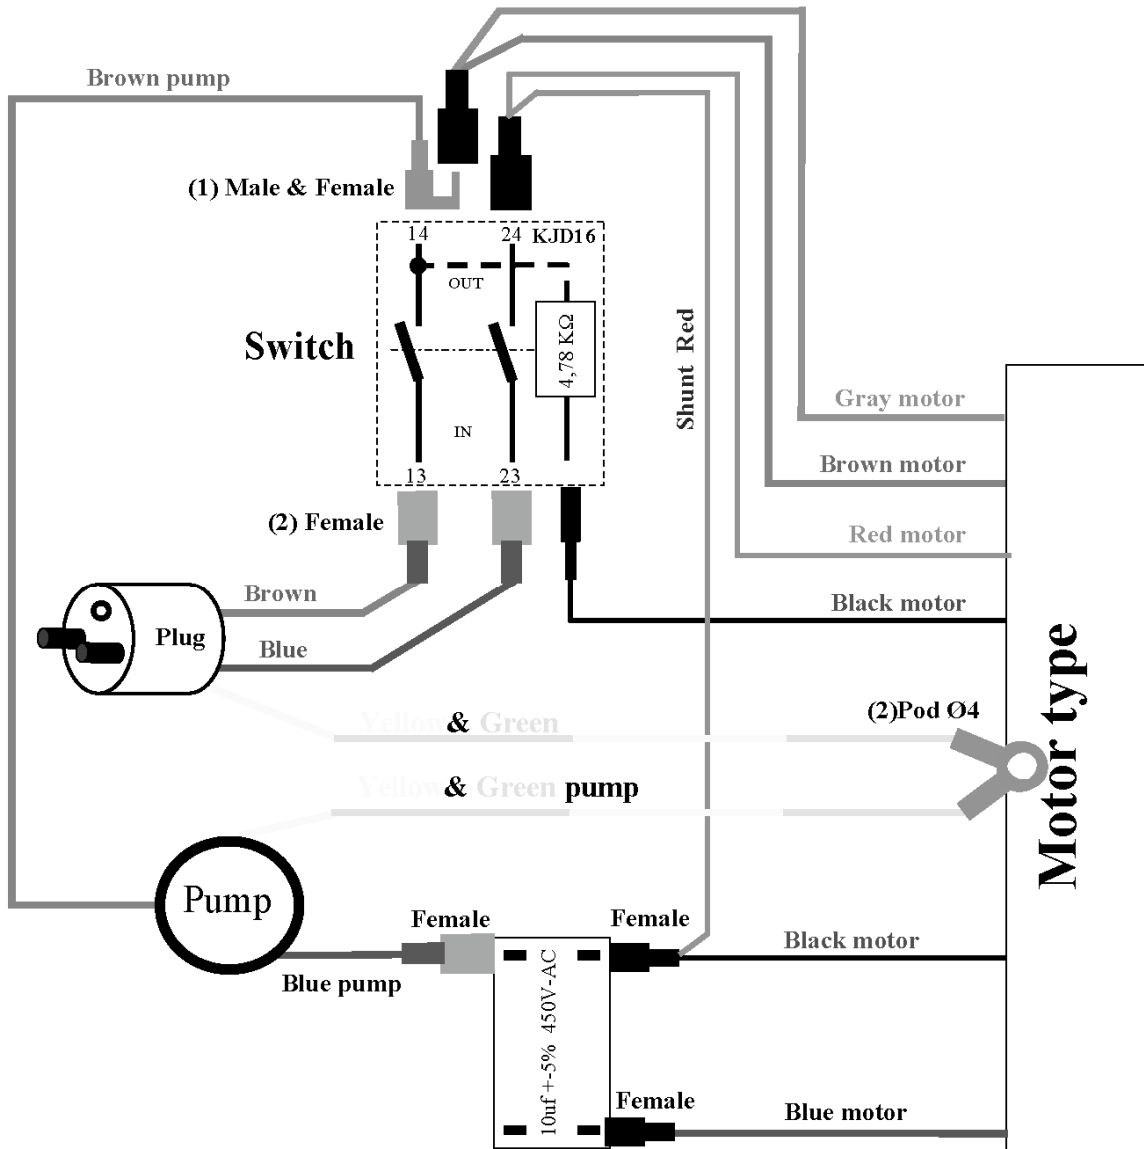 Brown pump
(1) Male & Female
14
24
KJD16
OUT
Switch
4,78 KΩ
IN
13
23
Shunt Red
Gray motor
Brown motor
Red motor
(2) Female
Brown
Black motor
Plug
Blue
Motor type
(2)Pod Ø4
Yellow & Green
Yellow & Green pump
Pump
Female
Female
Black motor
Blue pump
10uf +-5% 450V-AC
Female
Blue motor